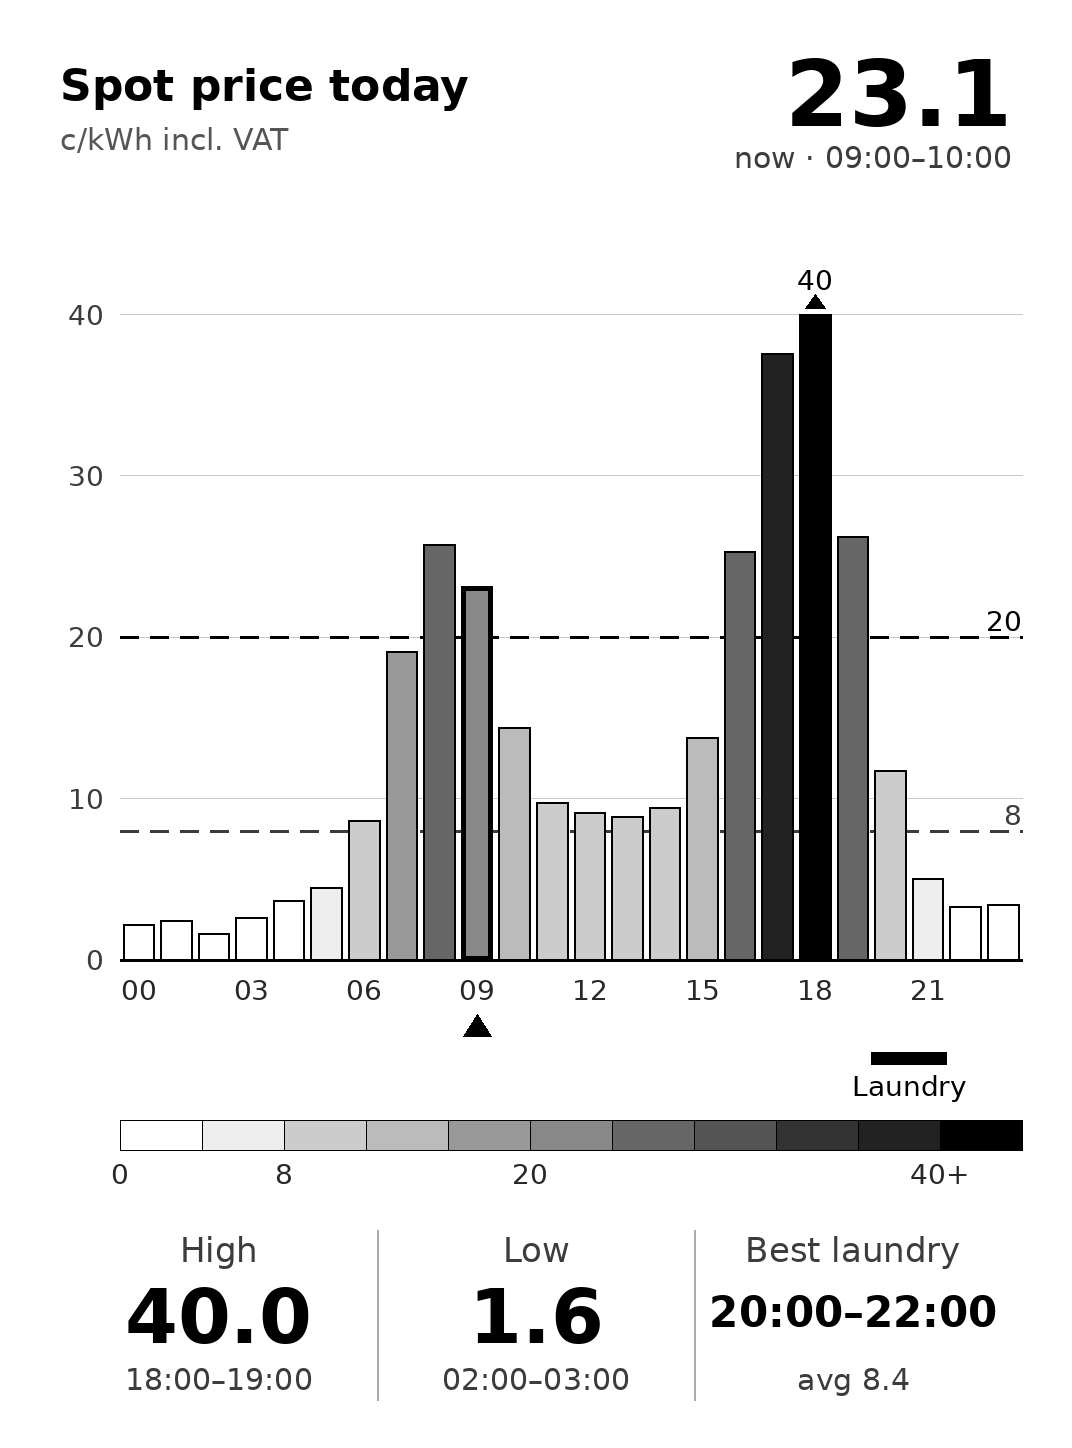 Spot price today
c/kWh incl. VAT
23.1
now · 09:00–10:00
40
40
30
20
20
10
8
0
00 03 06 09 12 15 18 21
Laundry
0 8 20 40+
High
40.0
18:00–19:00
Low
1.6
02:00–03:00
Best laundry
20:00–22:00
avg 8.4